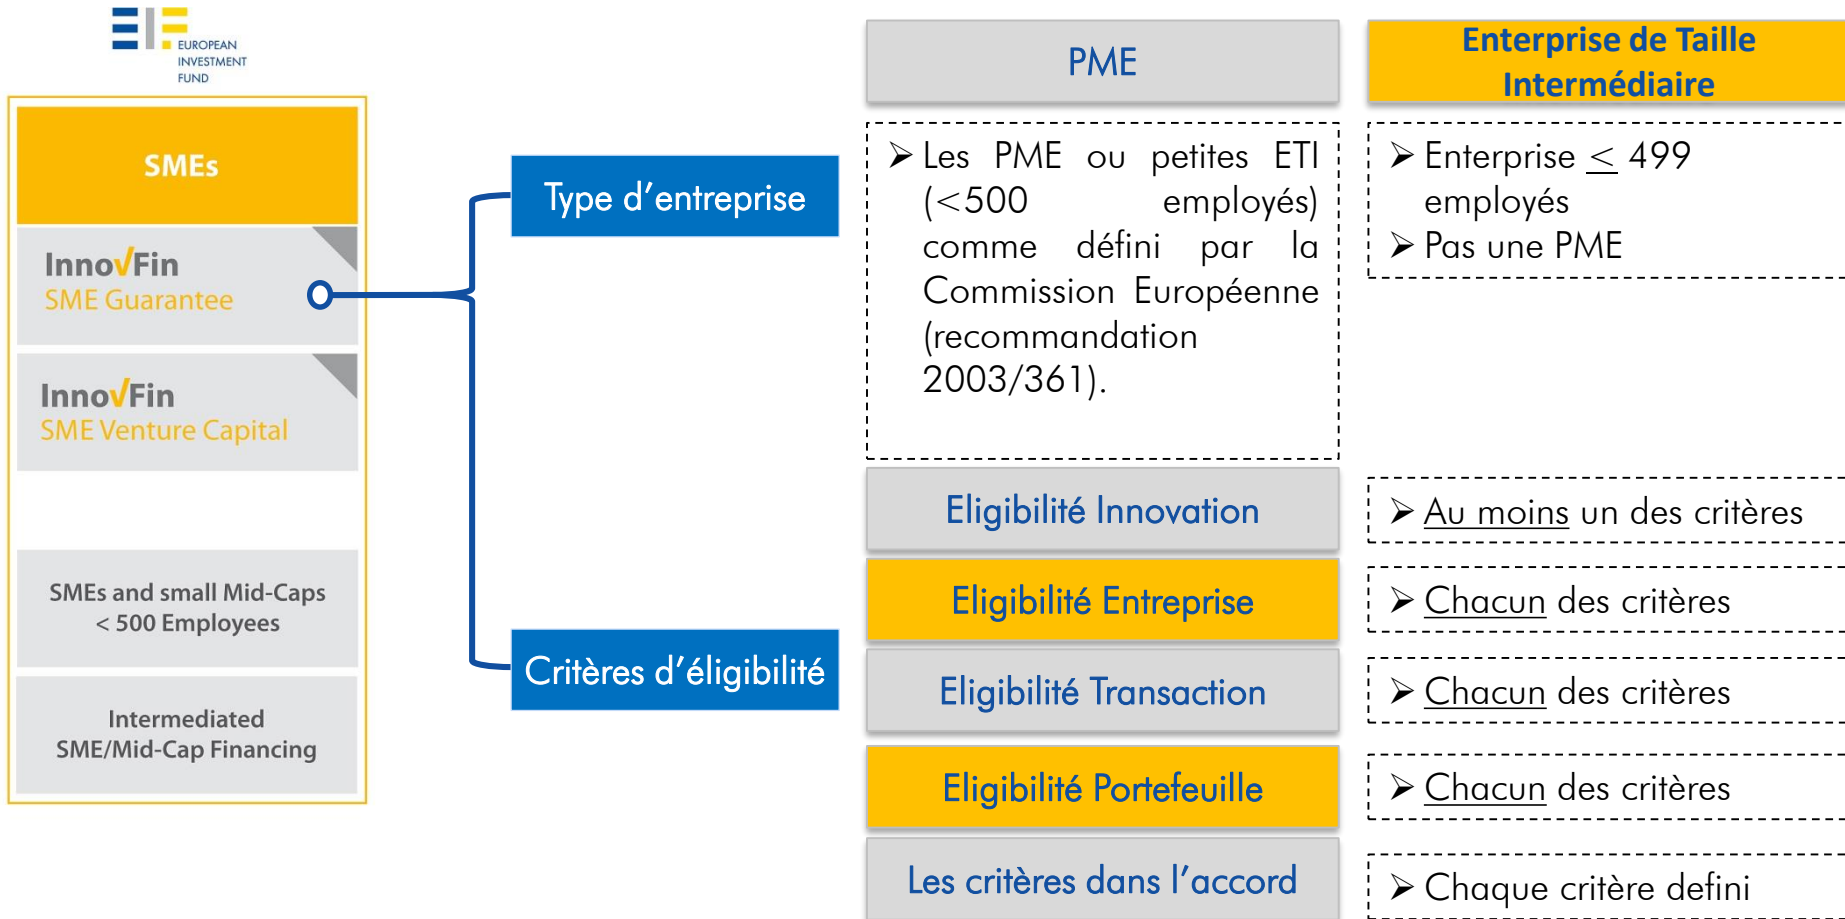 EUROPEAN
INVESTMENT
FUND
SMEs
Inno√Fin
SME Guarantee
Inno√Fin
SME Venture Capital
SMEs and small Mid-Caps
< 500 Employees
Intermediated
SME/Mid-Cap Financing
Type d’entreprise
Critères d’éligibilité
PME
Enterprise de Taille
Intermédiaire
➢ Les PME ou petites ETI
(<500 employés)
comme défini par la
Commission Européenne
(recommandation
2003/361).
➢ Enterprise < 499
employés
➢ Pas une PME
Eligibilité Innovation
➢ Au moins un des critères
Eligibilité Entreprise
➢ Chacun des critères
Eligibilité Transaction
➢ Chacun des critères
Eligibilité Portefeuille
➢ Chacun des critères
Les critères dans l’accord
➢ Chaque critère defini